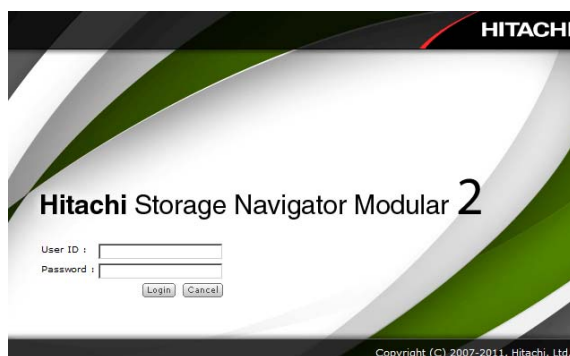 HITACHI
Hitachi Storage Navigator Modular 2
User ID :
Password :
Login Cancel
Copyright (C) 2007-2011, Hitachi, Ltd